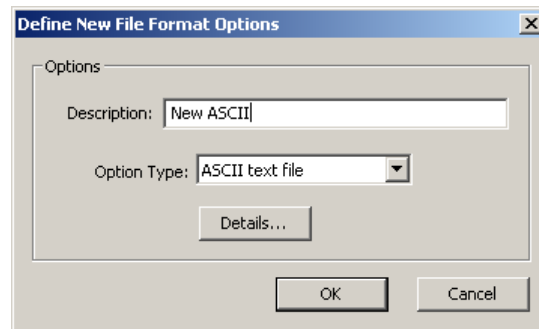 Define New File Format Options
Options
Description: New ASCII
Option Type: ASCII text file
Details...
OK Cancel